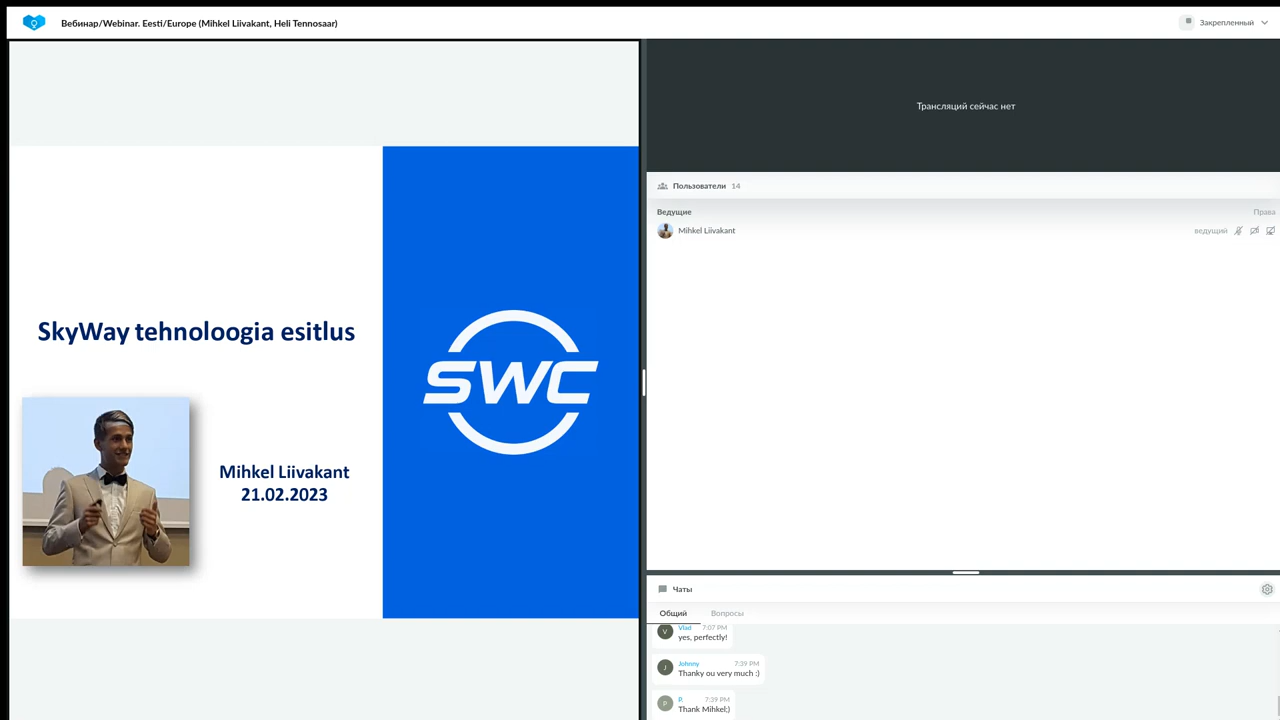 Вебинар/Webinar. Eesti/Europe (Mihkel Liivakant, Heli Tennosaar)
Закрепленный
SkyWay tehnoloogia esitlus
Mihkel Liivakant
21.02.2023
SWC
Трансляций сейчас нет
Пользователи 14
Ведущие Права
Mihkel Liivakant ведущий
Чаты
Общий Вопросы
Vlad 7:07 PM
V yes, perfectly!
Johnny 7:39 PM
J Thanky ou very much :)
P. 7:39 PM
P Thank Mihkel;)